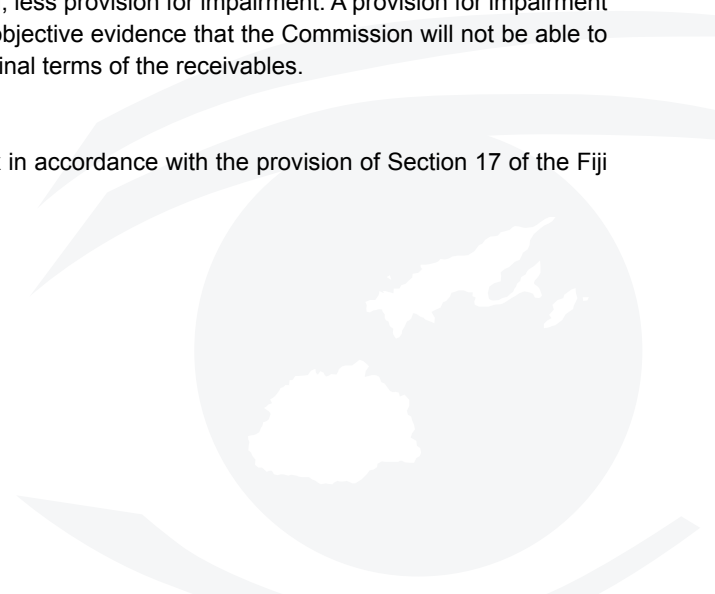 , less provision for impairment. A provision for impairment
objective evidence that the Commission will not be able to
inal terms of the receivables.
in accordance with the provision of Section 17 of the Fiji